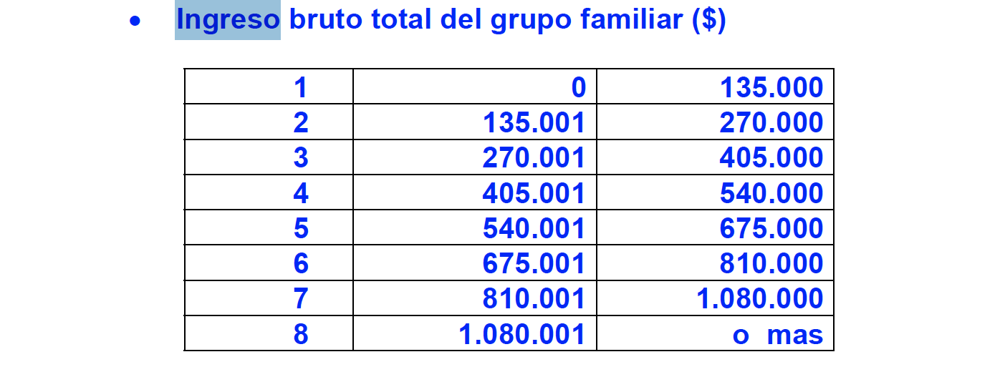 • Ingreso bruto total del grupo familiar ($)
1 0 135.000
2 135.001 270.000
3 270.001 405.000
4 405.001 540.000
5 540.001 675.000
6 675.001 810.000
7 810.001 1.080.000
8 1.080.001 o mas